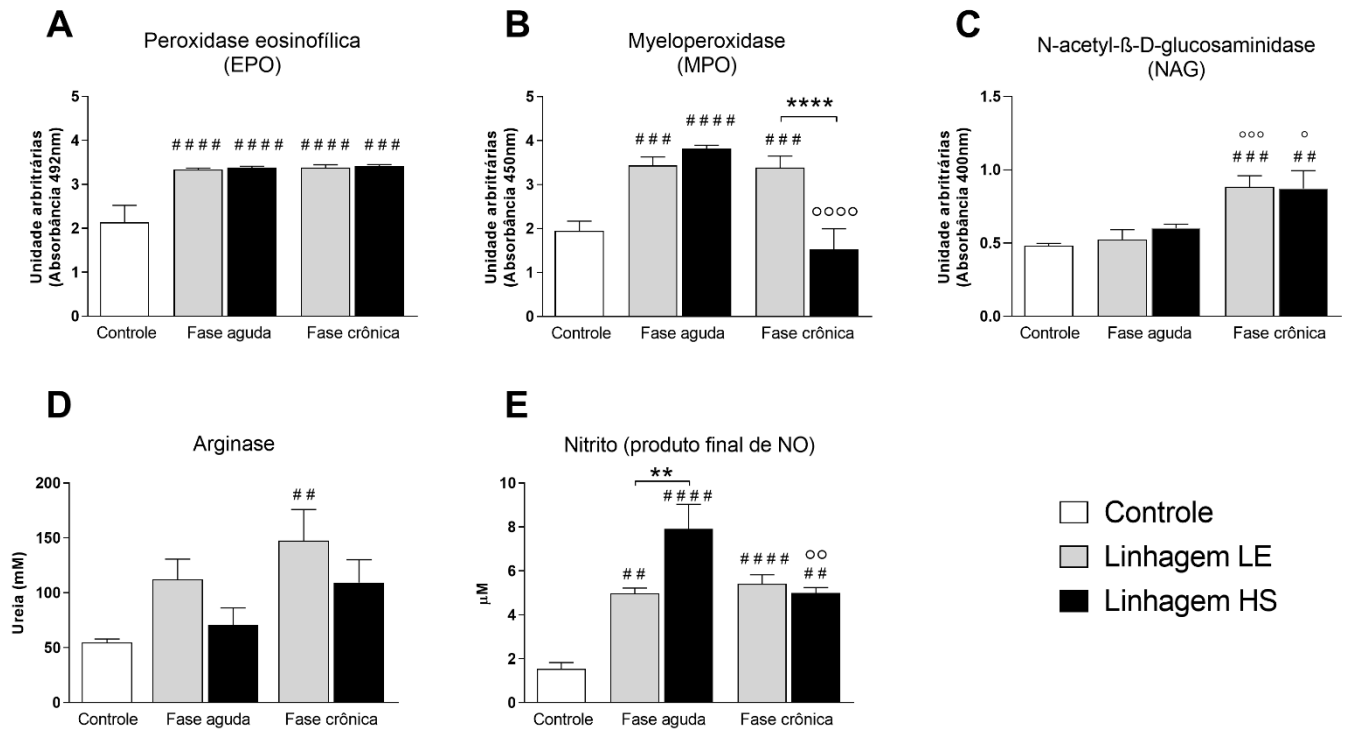 A
Peroxidase eosinofílica
(EPO)
Unidade arbritrárias
(Absorbância 492nm)
5
4
3
2
1
0
#### #### #### ###
Controle Fase aguda Fase crônica
B
Myeloperoxidase
(MPO)
Unidade arbritrárias
(Absorbância 450nm)
5
4
3
2
1
0
****
### #### ###
°°°°
Controle Fase aguda Fase crônica
C
N-acetyl-ß-D-glucosaminidase
(NAG)
Unidade arbritrárias
(Absorbância 400nm)
1.5
1.0
0.5
0.0
°°° °
### ##
Controle Fase aguda Fase crônica
D
Arginase
Ureia (mM)
200
150
100
50
0
##
Controle Fase aguda Fase crônica
E
Nitrito (produto final de NO)
µM
10
8
6
4
2
0
**
####
## #### °°
##
Controle Fase aguda Fase crônica
Controle
Linhagem LE
Linhagem HS